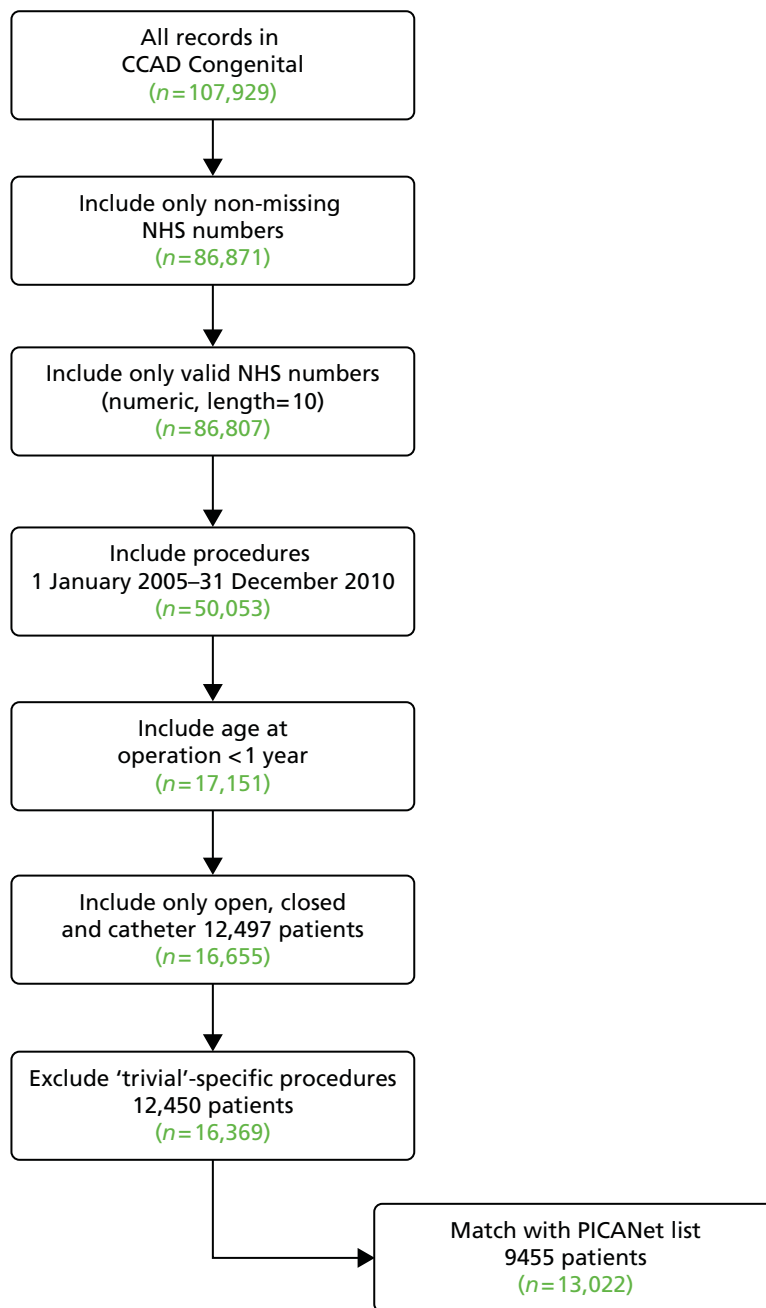 All records in
CCAD Congenital
(n=107,929)
Include only non-missing
NHS numbers
(n=86,871)
Include only valid NHS numbers
(numeric, length=10)
(n=86,807)
Include procedures
1 January 2005–31 December 2010
(n=50,053)
Include age at
operation <1 year
(n=17,151)
Include only open, closed
and catheter 12,497 patients
(n=16,655)
Exclude ‘trivial’-specific procedures
12,450 patients
(n=16,369)
Match with PICANet list
9455 patients
(n=13,022)